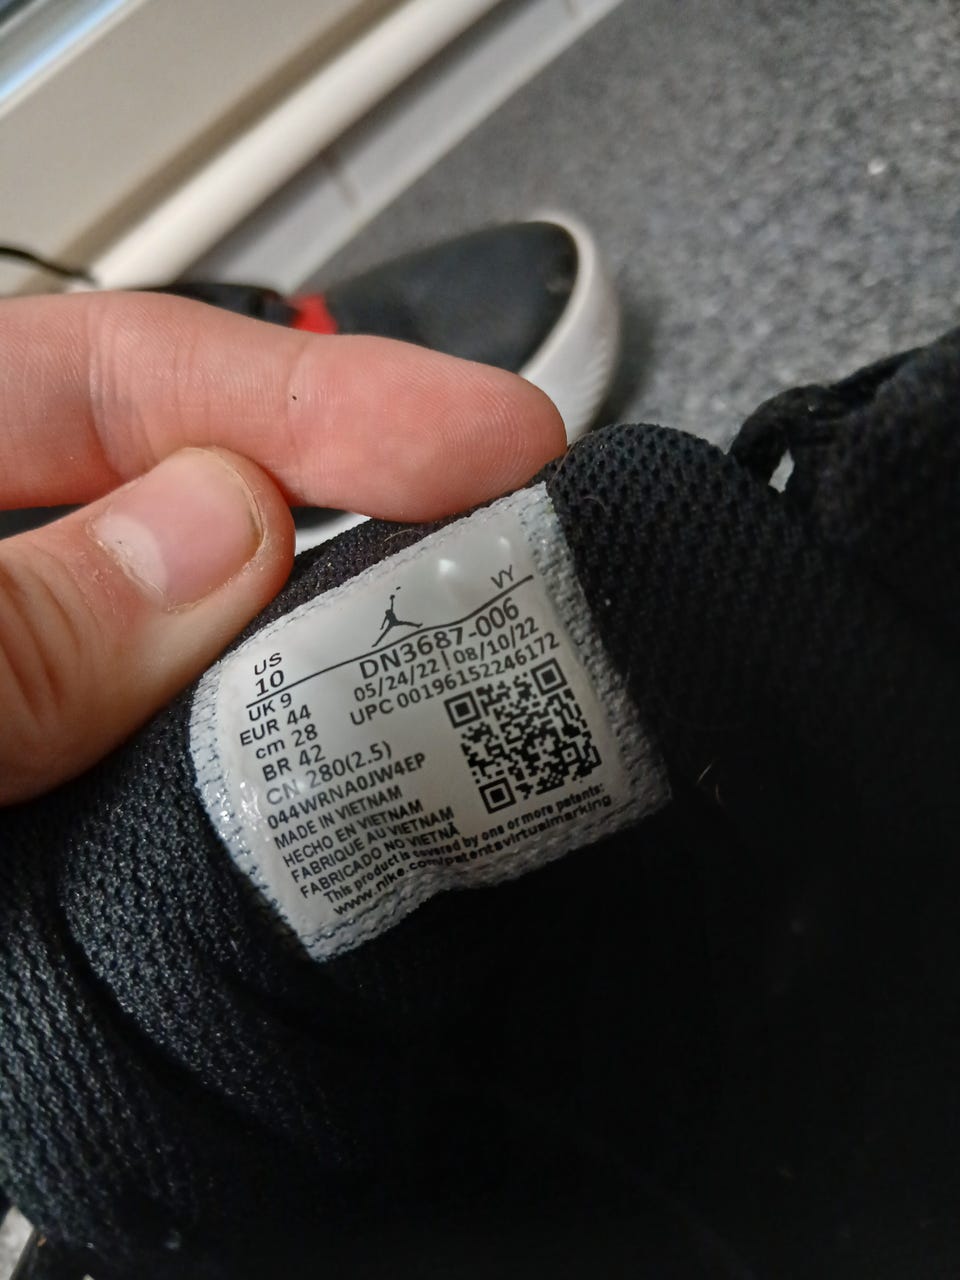 VY
US
10
UK 9
EUR 44
cm 28
BR 42
CN 280(2.5)
DN3687-006
05/24/22 | 08/10/22
UPC 00196152246172
044WRNA0JW4EP
MADE IN VIETNAM
HECHO EN VIETNAM
FABRIQUE AU VIETNAM
FABRICADO NO VIETNÃ
This product is covered by one or more patents:
www.nike.com/patentsvirtualmarking